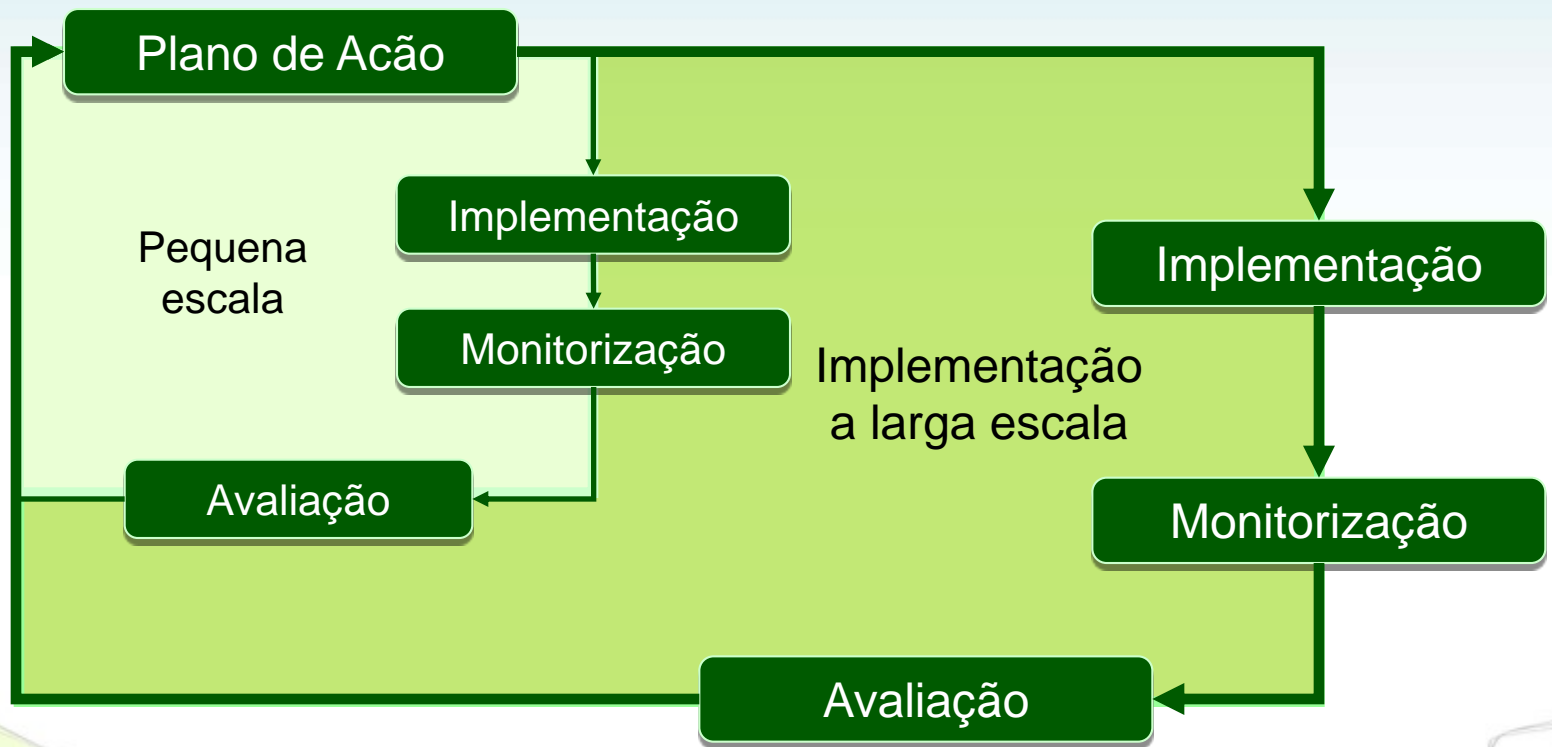 Plano de Acão
Pequena
escala
Implementação
Monitorização
Avaliação
Implementação
a larga escala
Implementação
Monitorização
Avaliação